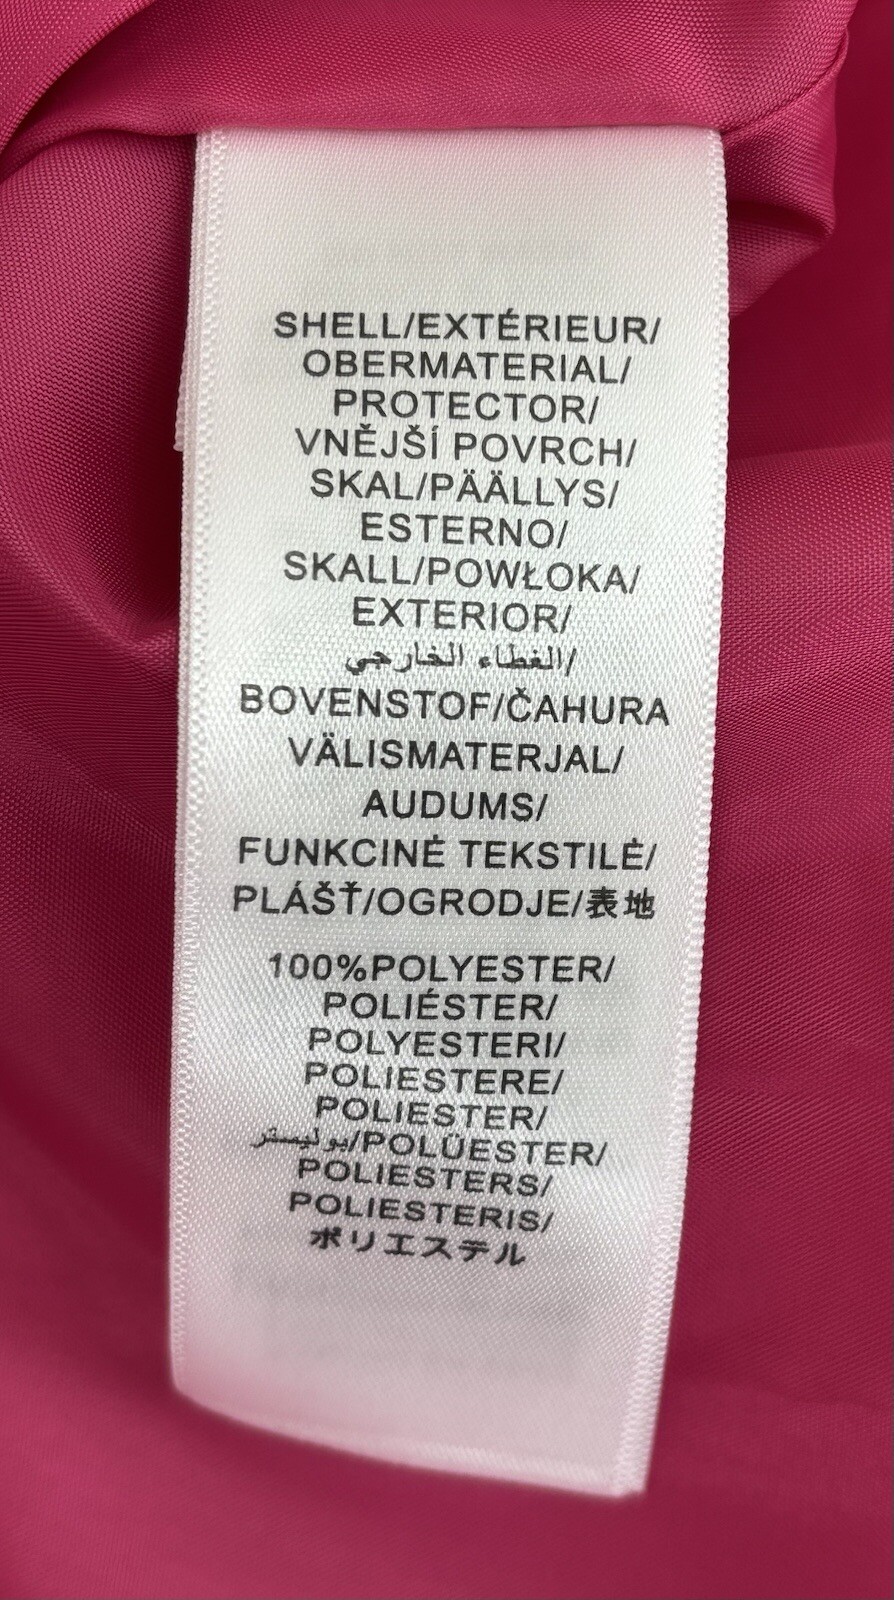 SHELL/EXTÉRIEUR/
OBERMATERIAL/
PROTECTOR/
VNĚJŠÍ POVRCH/
SKAL/PÄÄLLYS/
ESTERNO/
SKALL/POWŁOKA/
EXTERIOR/
الغطاء الخارجي/
BOVENSTOF/ČAHURA
VÄLISMATERJAL/
AUDUMS/
FUNKCINĖ TEKSTILĖ/
PLÁŠŤ/OGRODJE/表地
100%POLYESTER/
POLIÉSTER/
POLYESTERI/
POLIESTERE/
POLIESTER/
بوليستر/POLÜESTER/
POLIESTERS/
POLIESTERIS/
ポリエステル